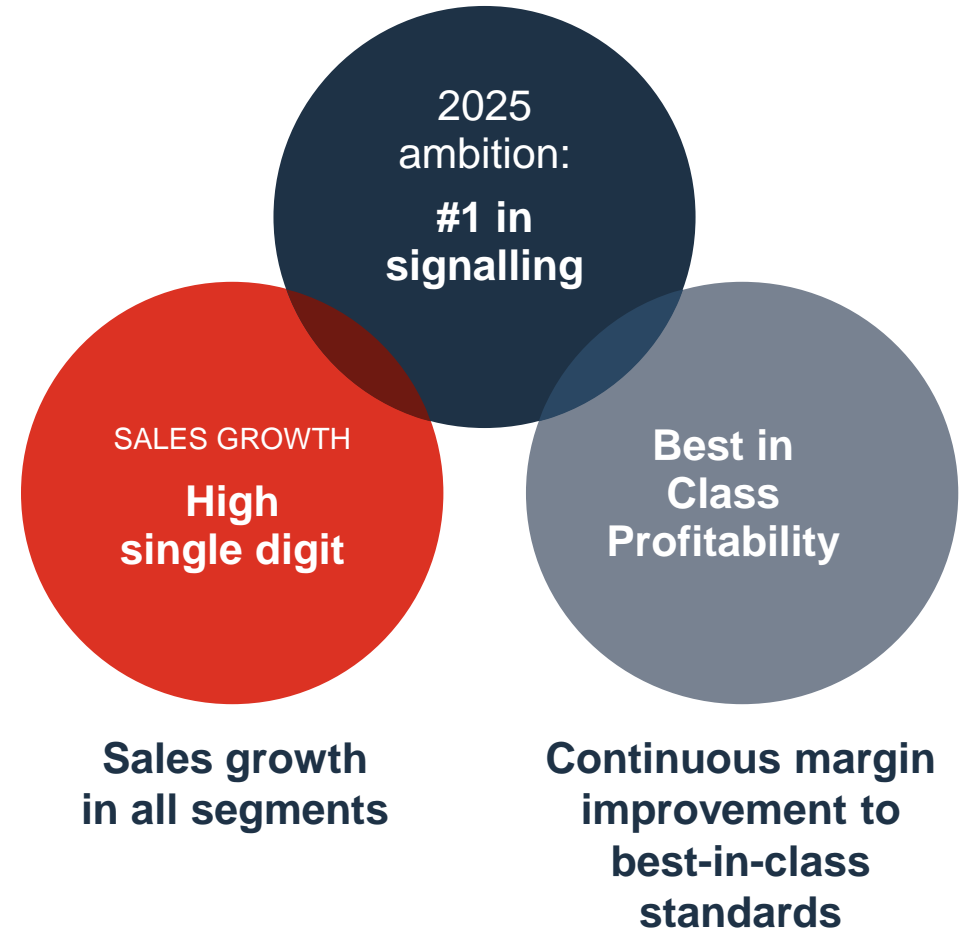 2025
ambition:
#1 in
signalling
SALES GROWTH
High
single digit
Best in
Class
Profitability
Sales growth
in all segments
Continuous margin
improvement to
best-in-class
standards